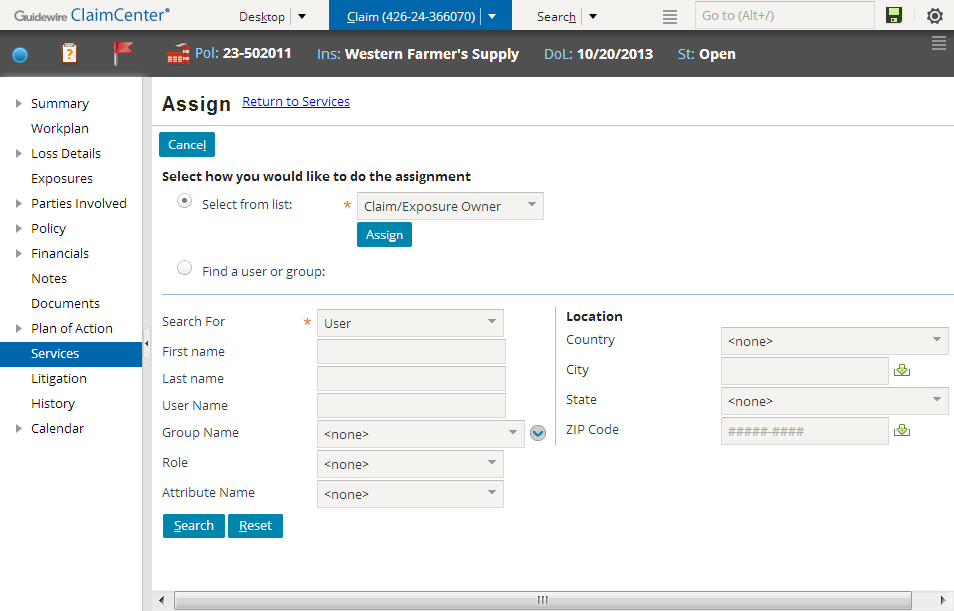 Guidewire ClaimCenter® Desktop Claim (426-24-366070) Search Go to (Alt+/)
? Pol: 23-502011 Ins: Western Farmer's Supply DoL: 10/20/2013 St: Open
Summary
Workplan
Loss Details
Exposures
Parties Involved
Policy
Financials
Notes
Documents
Plan of Action
Services
Litigation
History
Calendar
Assign Return to Services
Cancel
Select how you would like to do the assignment
Select from list: * Claim/Exposure Owner
Assign
Find a user or group:
Search For * User
First name
Last name
User Name
Group Name <none>
Role <none>
Attribute Name <none>
Search Reset
Location
Country <none>
City
State <none>
ZIP Code #####-####